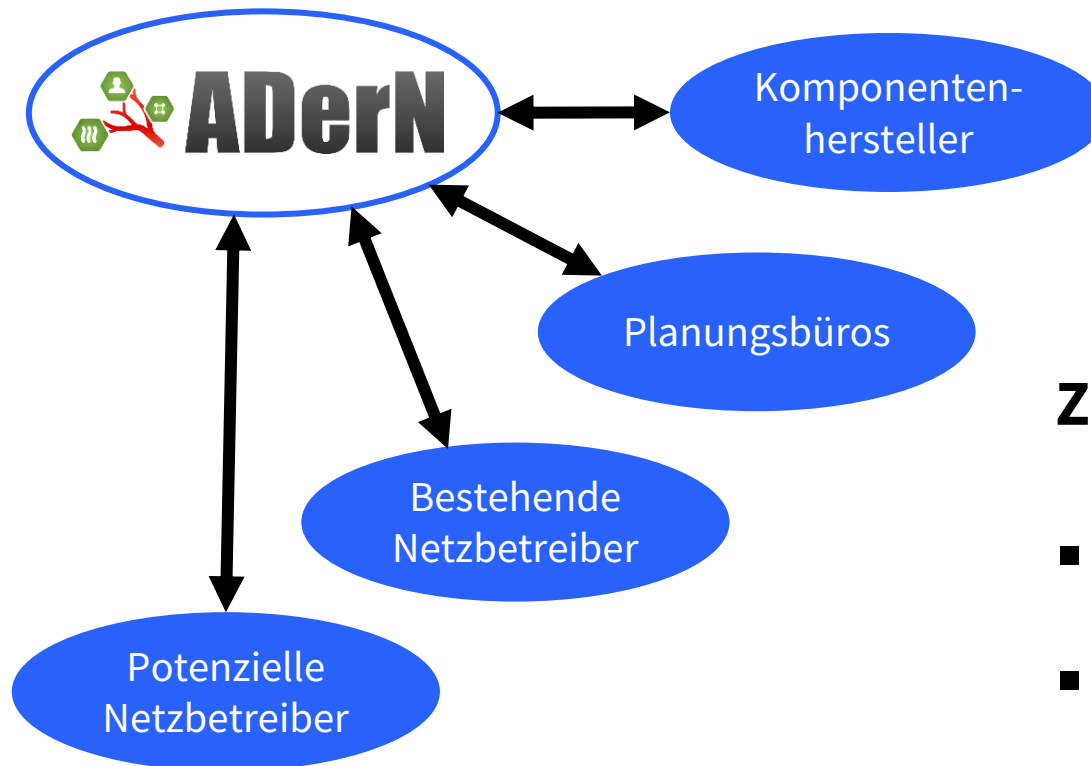 ADerN
Komponenten-
hersteller
Planungsbüros
Z
Bestehende
Netzbetreiber
Potenzielle
Netzbetreiber